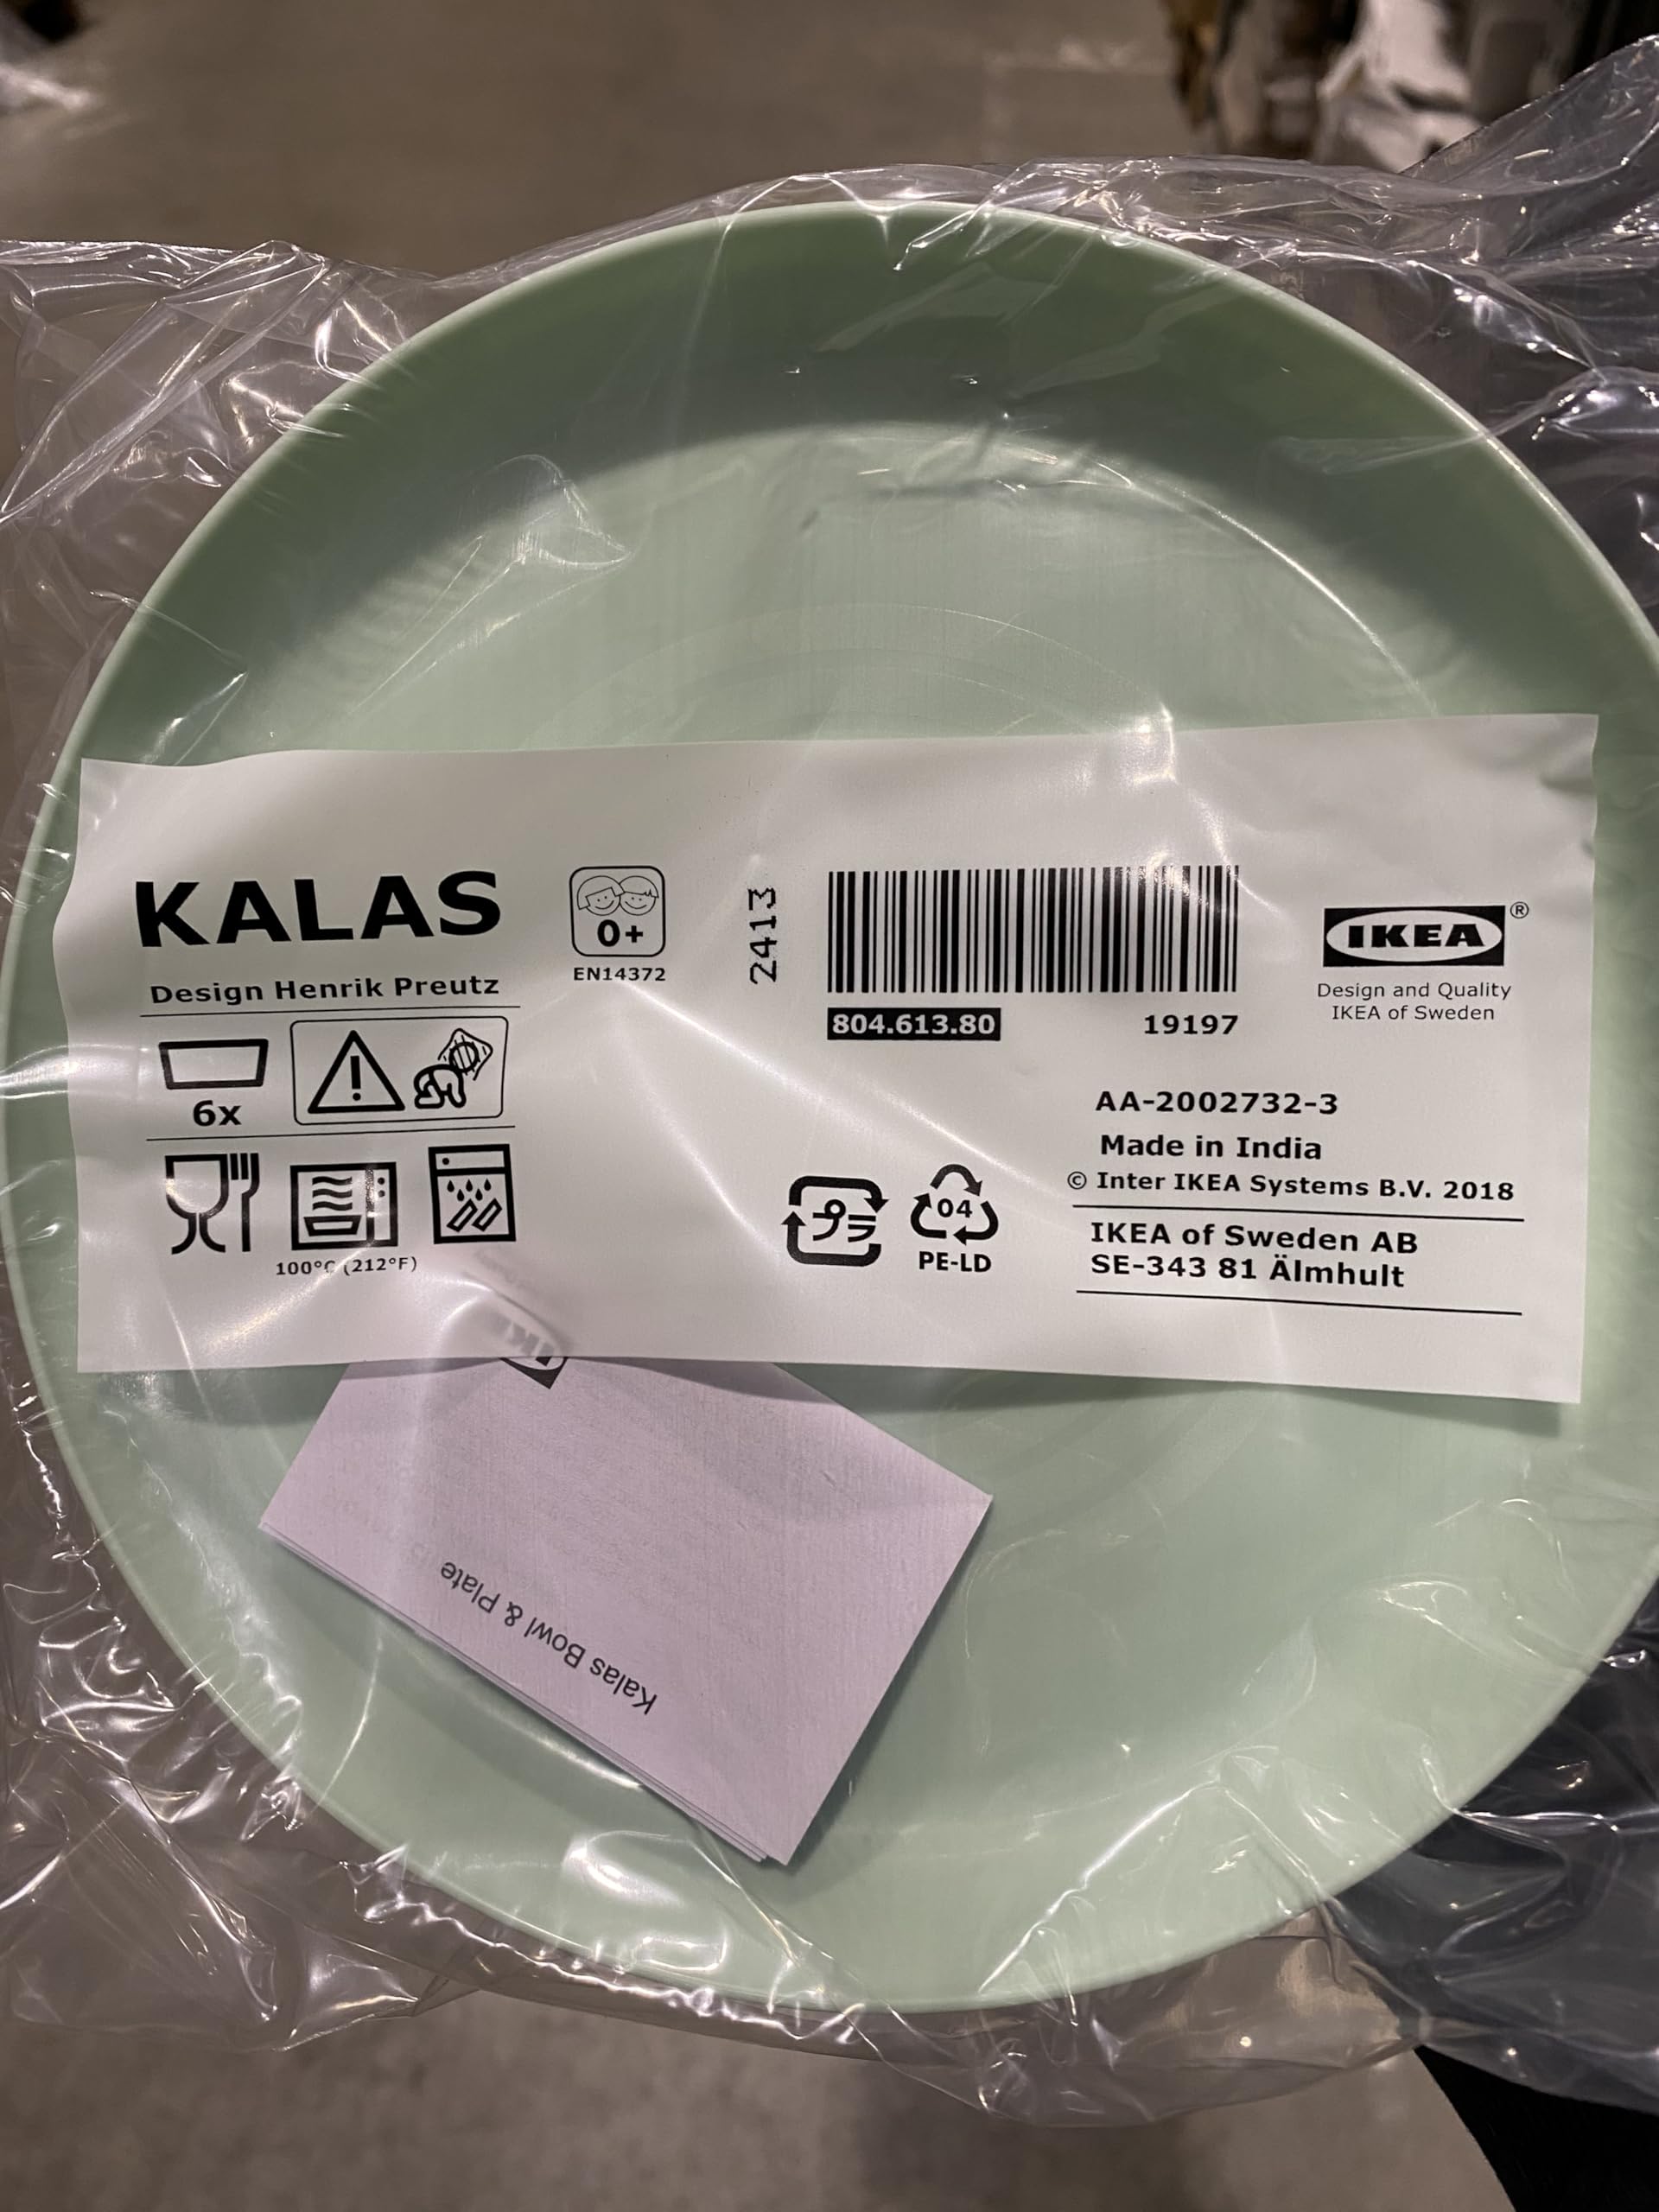 KALAS
Design Henrik Preutz
0+
EN14372
6x
100°C (212°F)
2413
804.613.80
19197
IKEA®
Design and Quality
IKEA of Sweden
AA-2002732-3
Made in India
© Inter IKEA Systems B.V. 2018
IKEA of Sweden AB
SE-343 81 Älmhult
プラ
04
PE-LD
Kalas Bowl & Plate